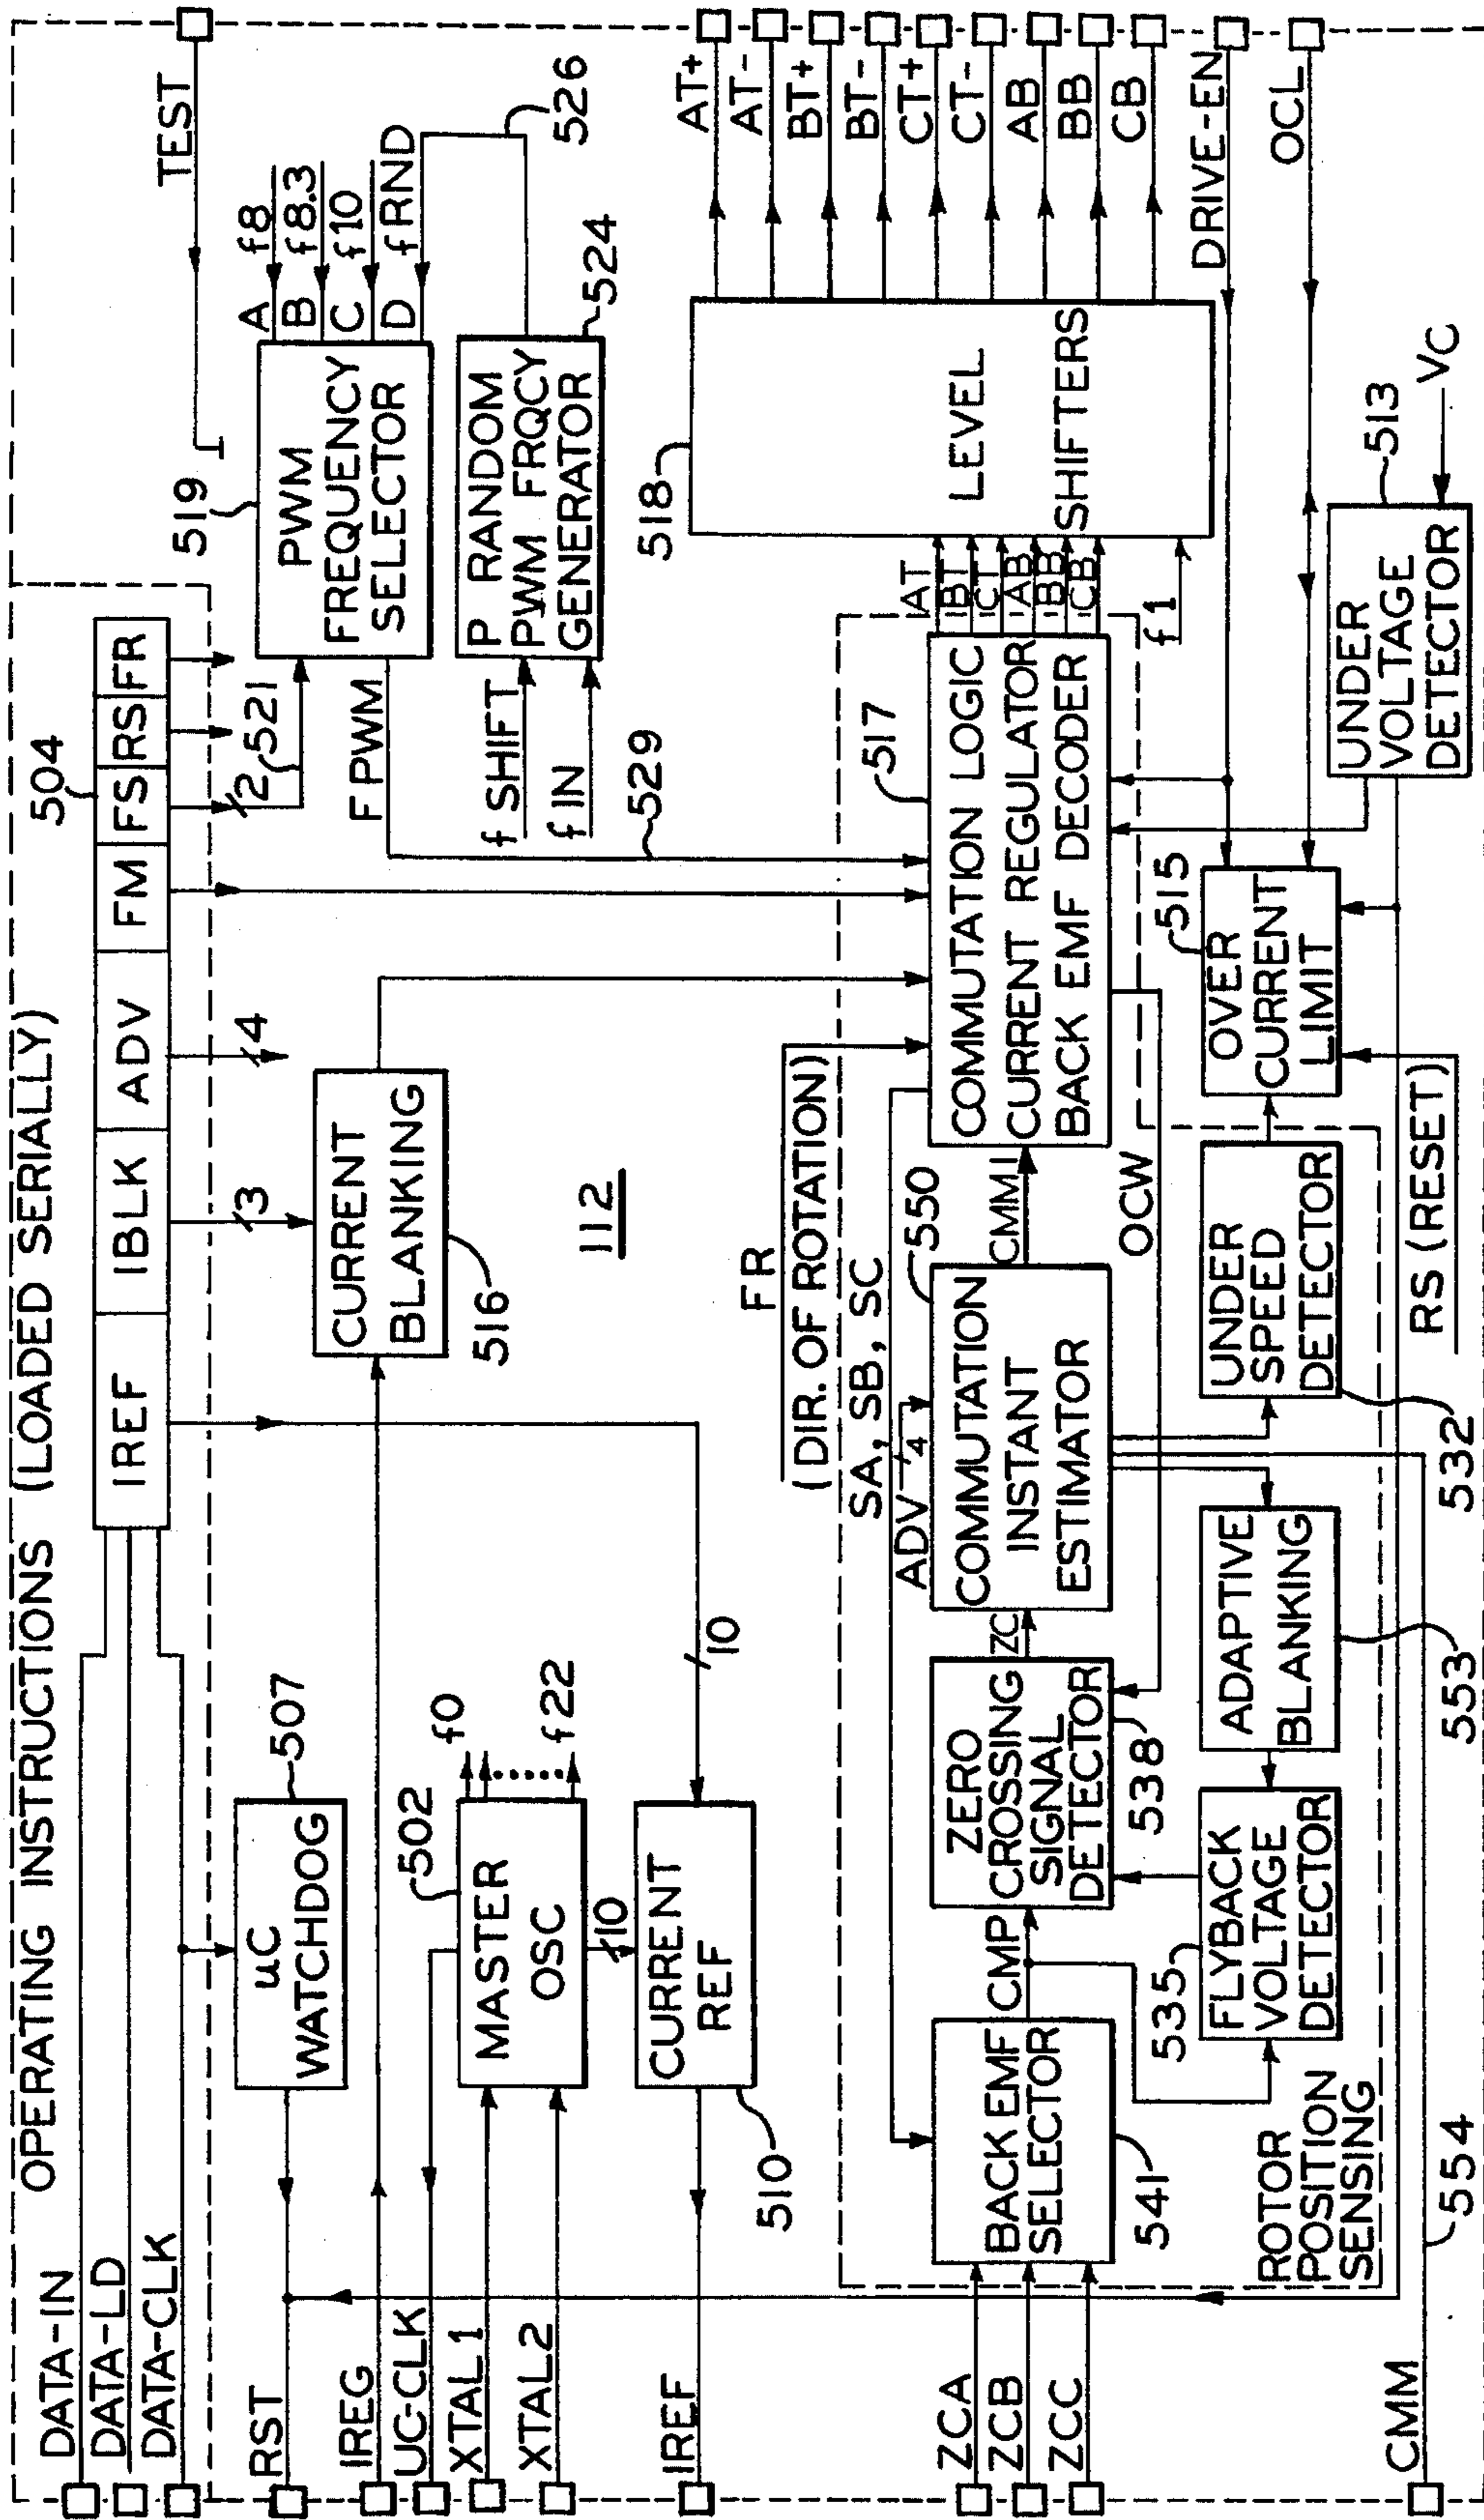 OPERATING INSTRUCTIONS (LOADED SERIALLY)
504
DATA-IN
DATA-LD
DATA-CLK
IREF
IBLK
ADV
FM
FS
RS
FR
3
4
2
521
TEST
RST
IREG
UC-CLK
XTAL 1
XTAL2
IREF
uC
WATCHDOG
507
MASTER
OSC
502
f0
f22
10
CURRENT
REF
510
10
CURRENT
BLANKING
516
112
519
PWM
FREQUENCY
SELECTOR
A f8
B f8.3
C f10
D fRND
526
F PWM
529
f SHIFT
f IN
P RANDOM
PWM FRQCY
GENERATOR
524
FR
(DIR. OF ROTATION)
SA, SB, SC
ADV
4
ZCA
ZCB
ZCC
BACK EMF
SELECTOR
541
CMP
ZERO
CROSSING
SIGNAL
DETECTOR
538
ZC
COMMUTATION
INSTANT
ESTIMATOR
550
CMM1
COMMUTATION LOGIC
CURRENT REGULATOR
BACK EMF DECODER
517
AT
BT
CT
AB
BB
CB
f1
518
LEVEL
SHIFTERS
AT+
AT-
BT+
BT-
CT+
CT-
AB
BB
CB
DRIVE-EN
OCL
OCW
535
FLYBACK
VOLTAGE
DETECTOR
ROTOR
POSITION
SENSING
ADAPTIVE
BLANKING
553
UNDER
SPEED
DETECTOR
532
OVER
CURRENT
LIMIT
515
RS (RESET)
UNDER
VOLTAGE
DETECTOR
513
VC
CMM
554